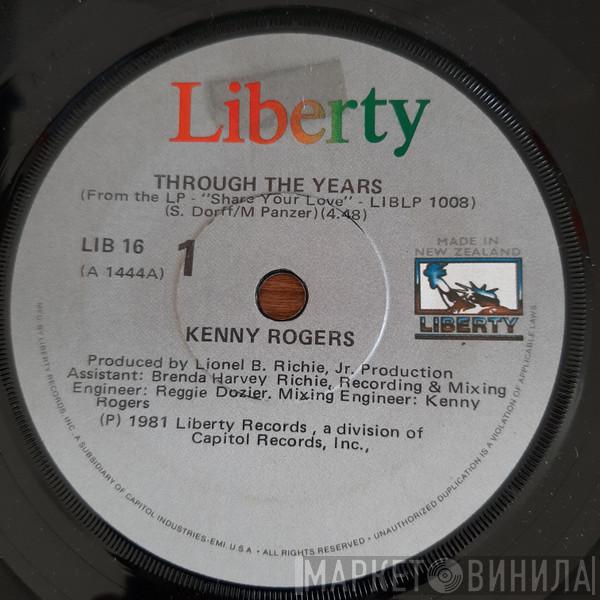 Liberty
THROUGH THE YEARS
(From the LP - "Share Your Love" - LIBLP 1008)
(S. Dorff/M Panzer)(4.48)
LIB 16
1
(A 1444A)
MADE IN
NEW ZEALAND
LIBERTY
KENNY ROGERS
Produced by Lionel B. Richie, Jr. Production
Assistant: Brenda Harvey Richie, Recording & Mixing
Engineer: Reggie Dozier. Mixing Engineer: Kenny
Rogers
(P) 1981 Liberty Records , a division of
Capitol Records, Inc.,
MFD. BY LIBERTY RECORDS, INC., A SUBSIDIARY OF CAPITOL INDUSTRIES-EMI, U.S.A. • ALL RIGHTS RESERVED. • UNAUTHORIZED DUPLICATION IS A VIOLATION OF APPLICABLE LAWS.
МАРКЕТ ВИНИЛА